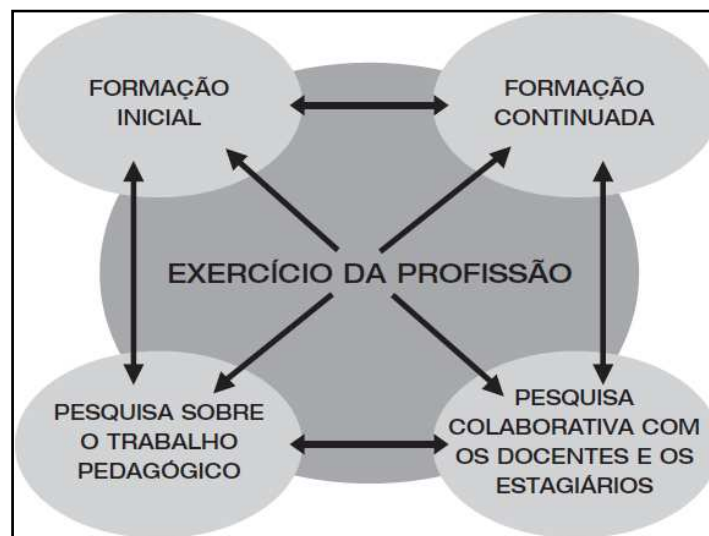 FORMAÇÃO
INICIAL
FORMAÇÃO
CONTINUADA
EXERCÍCIO DA PROFISSÃO
PESQUISA SOBRE
O TRABALHO
PEDAGÓGICO
PESQUISA
COLABORATIVA COM
OS DOCENTES E OS
ESTAGIÁRIOS